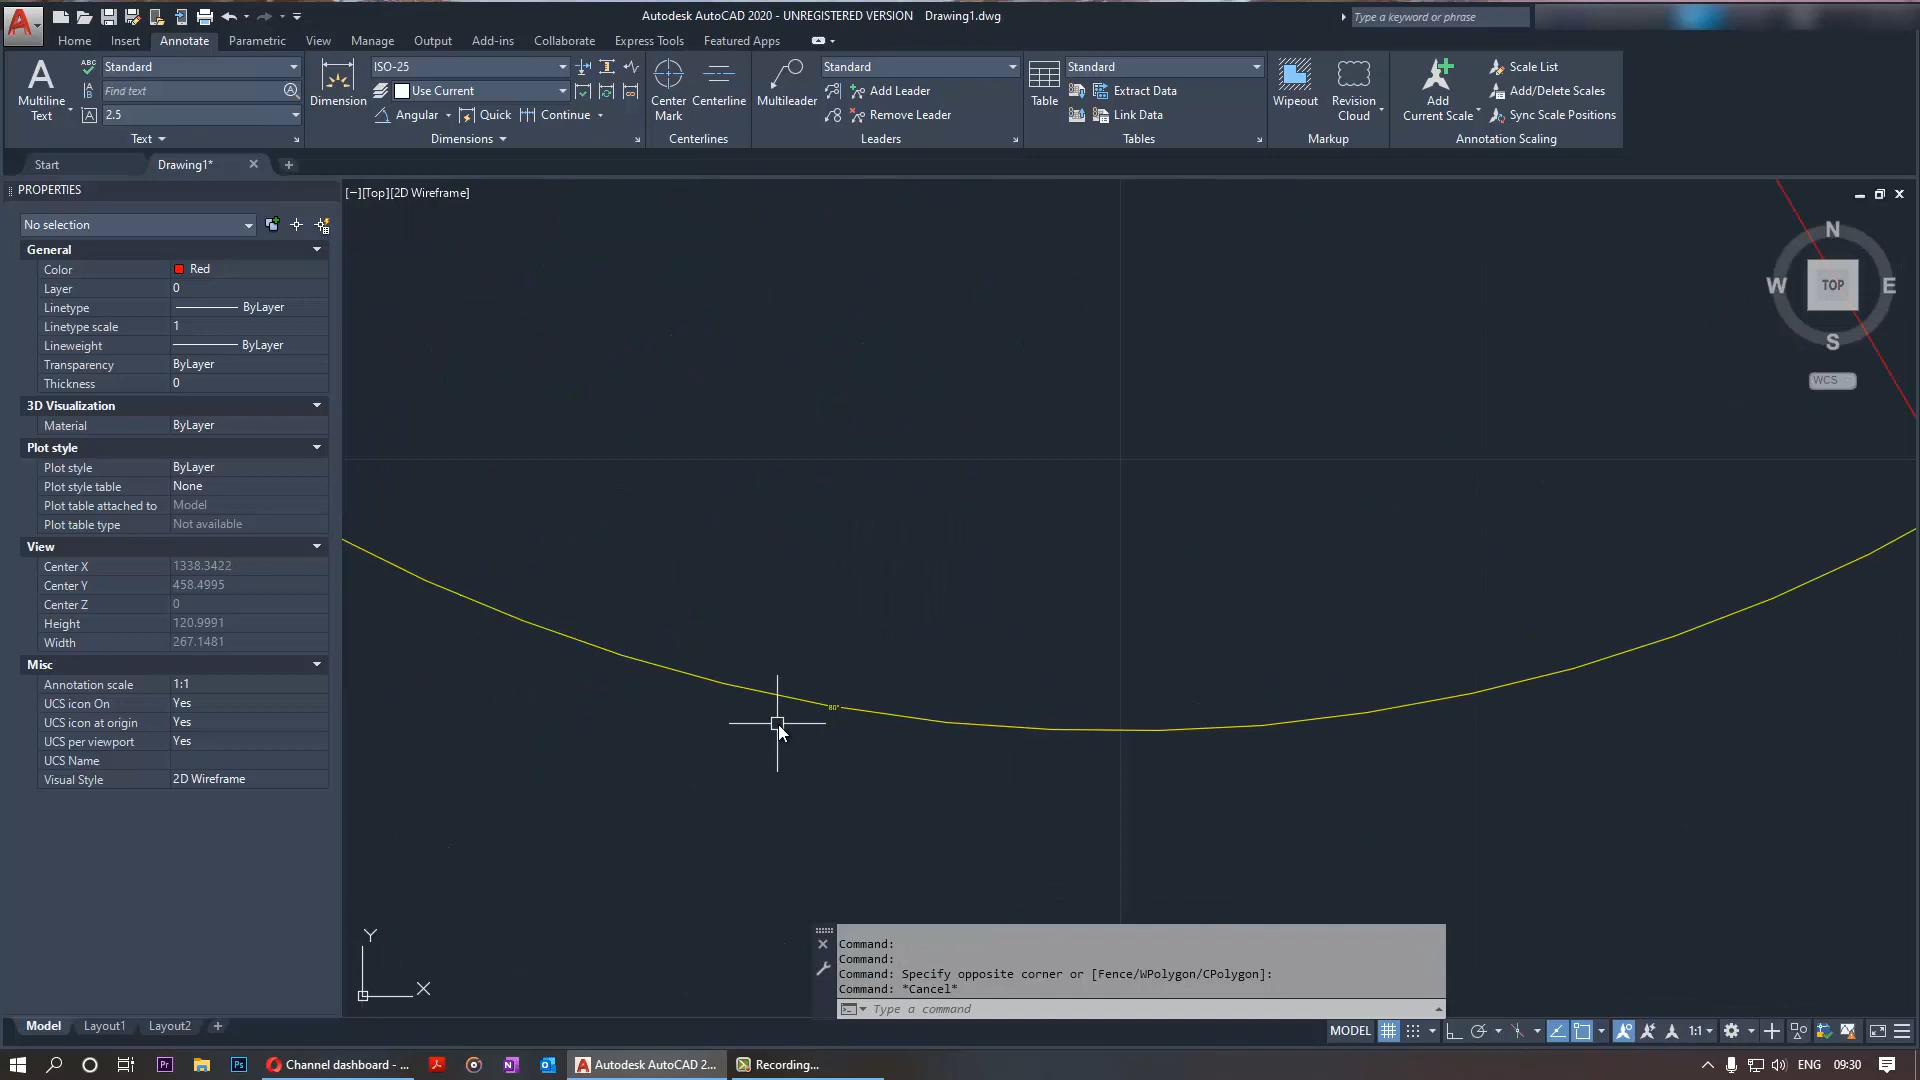 Autodesk AutoCAD 2020 - UNREGISTERED VERSION Drawing1.dwg
Type a keyword or phrase
Home Insert Annotate Parametric View Manage Output Add-ins Collaborate Express Tools Featured Apps
Multiline Text
ABC Standard
Find text
2.5
Text
Dimension
ISO-25
Use Current
Angular Quick Continue
Dimensions
Center Mark
Centerline
Centerlines
Multileader
Standard
Add Leader
Remove Leader
Leaders
Table
Standard
Extract Data
Link Data
Tables
Wipeout
Revision Cloud
Markup
Add Current Scale
Scale List
Add/Delete Scales
Sync Scale Positions
Annotation Scaling
Start Drawing1*
PROPERTIES
No selection
General
Color Red
Layer 0
Linetype ByLayer
Linetype scale 1
Lineweight ByLayer
Transparency ByLayer
Thickness 0
3D Visualization
Material ByLayer
Plot style
Plot style ByLayer
Plot style table None
Plot table attached to Model
Plot table type Not available
View
Center X 1338.3422
Center Y 458.4995
Center Z 0
Height 120.9991
Width 267.1481
Misc
Annotation scale 1:1
UCS icon On Yes
UCS icon at origin Yes
UCS per viewport Yes
UCS Name
Visual Style 2D Wireframe
[−][Top][2D Wireframe]
N
W TOP E
S
WCS
80°
Y
X
Command:
Command:
Command: Specify opposite corner or [Fence/WPolygon/CPolygon]:
Command: *Cancel*
Type a command
Model Layout1 Layout2
MODEL 1:1
Pr Ps Channel dashboard - ... Autodesk AutoCAD 2... Recording...
ENG 09:30